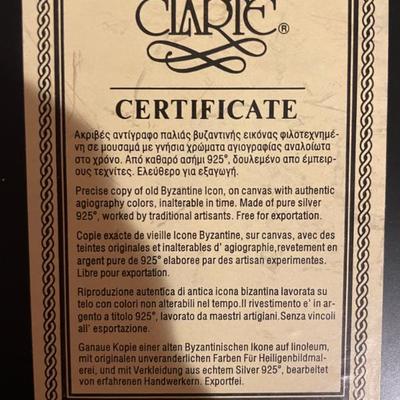 CLARTE®
CERTIFICATE
Ακριβές αντίγραφο παλιάς βυζαντινής εικόνας φιλοτεχνημέ-
νη σε μουσαμά με γνήσια χρώματα αγιογραφίας αναλοίωτα
στο χρόνο. Από καθαρό ασήμι 925°, δουλεμένο απο έμπει-
ρους τεχνίτες. Ελεύθερο για εξαγωγή.
Precise copy of old Byzantine Icon, on canvas with authentic
agiography colors, inalterable in time. Made of pure silver
925°, worked by traditional artisans. Free for exportation.
Copie exácte de vieille Icone Byzantine, sur canvas, avec des
teintes originales et inalterables d' agiographie,revetement en
argent pure de 925° elaboree par des artisan experimentes.
Libre pour exportation.
Riproduzione autentica di antica icona bizantina lavorata su
telo con colori non alterabili nel tempo.Il rivestimento e' in ar-
gento a titolo 925°, lavorato da maestri artigiani.Senza vincoli
all' esportazione.
Ganaue Kopie einer alten Byzantinischen Ikone auf linoleum,
mit originalen unveranderlichen Farben Für Heiligenbildmal-
erei, und mit Verkleidung aus echtem Silver 925°, bearbeitet
von erfahrenen Handwerkern. Exportfei.